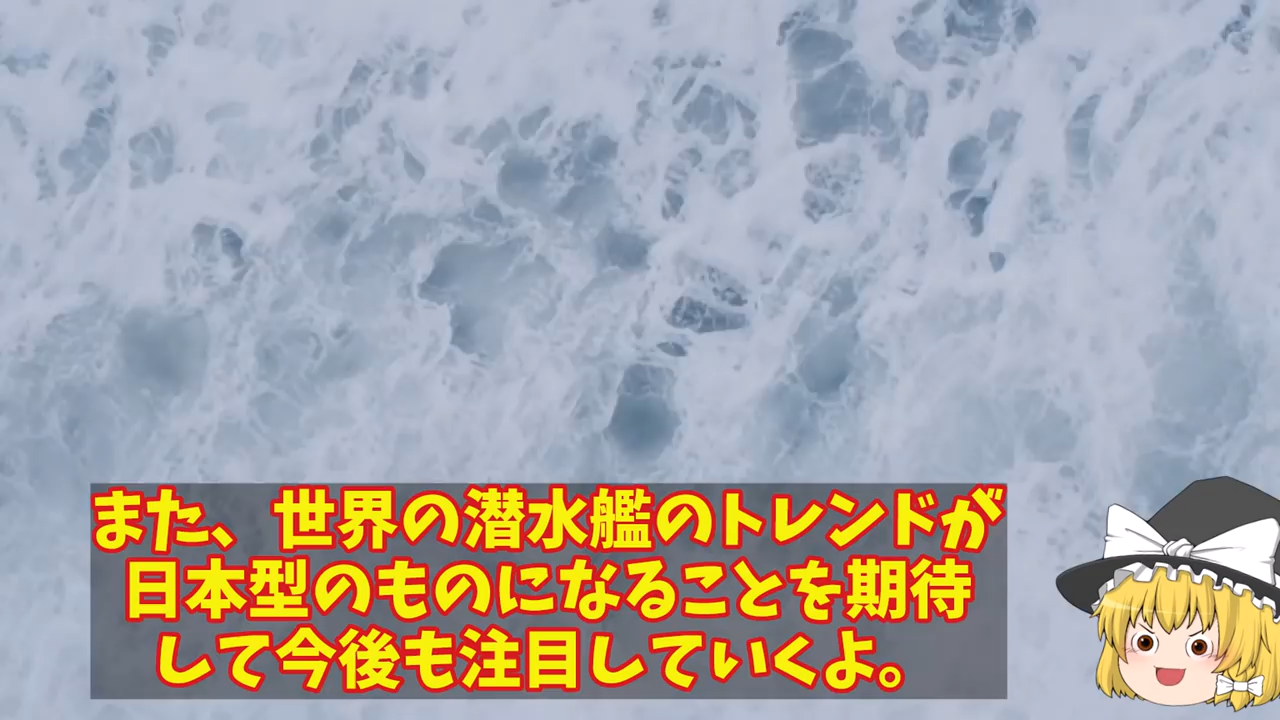 また、世界の潜水艦のトレンドが
日本型のものになることを期待
して今後も注目していくよ。